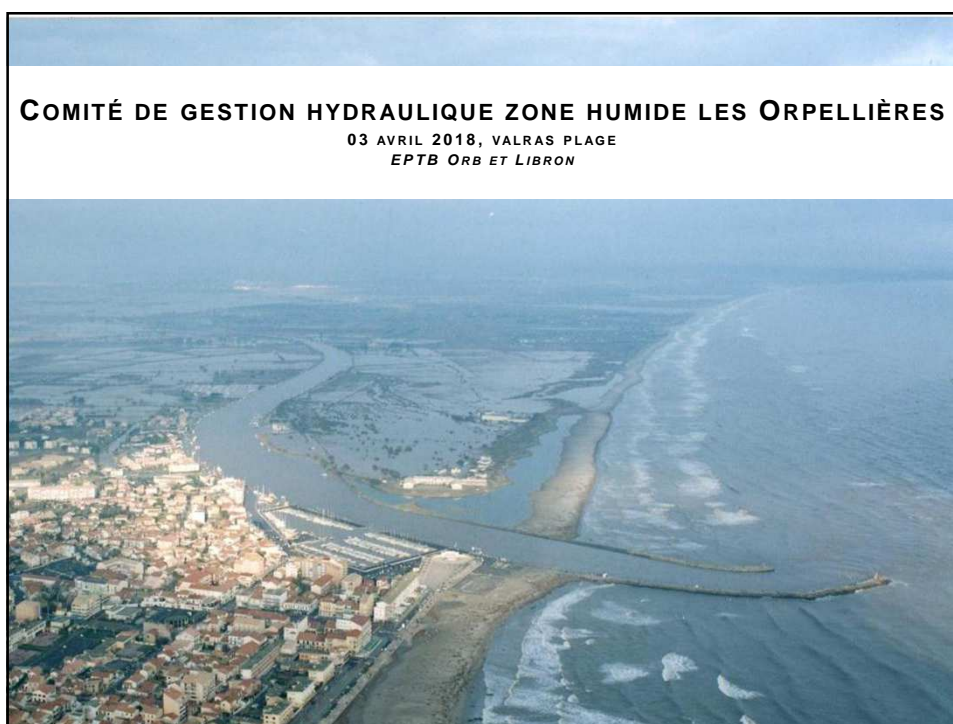 COMITÉ DE GESTION HYDRAULIQUE ZONE HUMIDE LES ORPELLIÈRES
03 AVRIL 2018, VALRAS PLAGE
EPTB ORB ET LIBRON